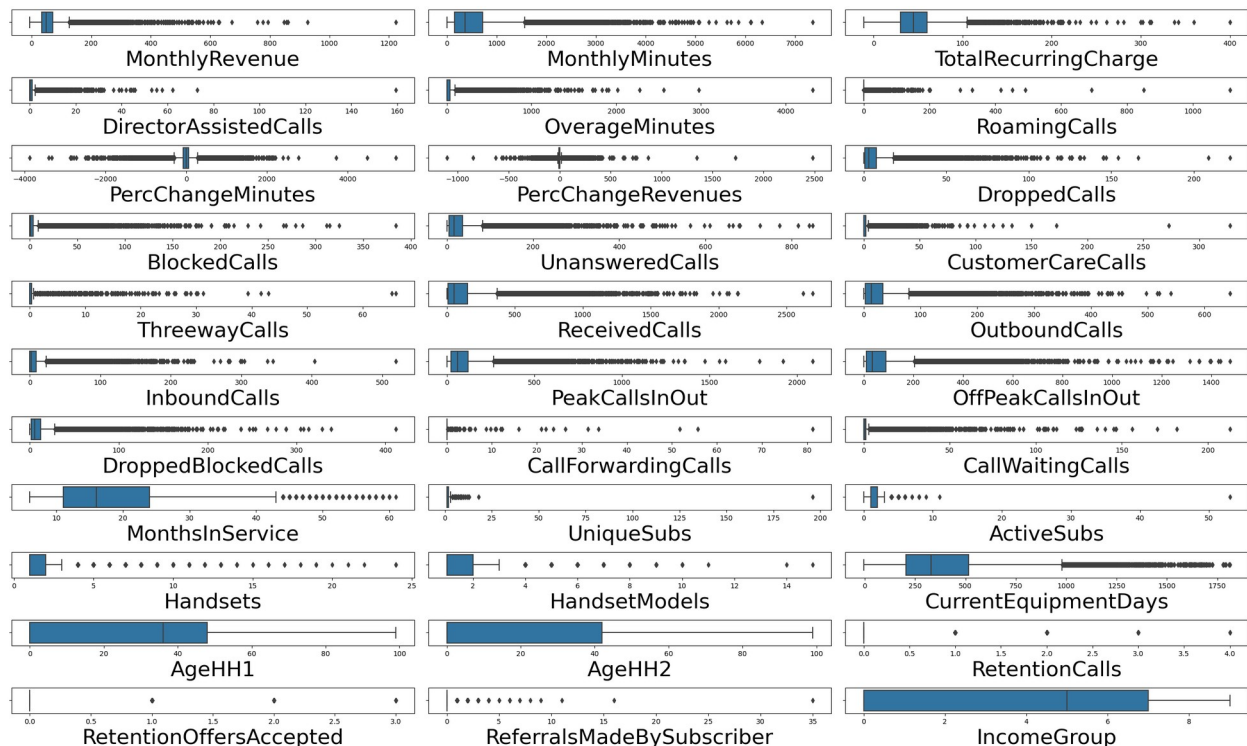 0 200 400 600 800 1000 1200
MonthlyRevenue
0 1000 2000 3000 4000 5000 6000 7000
MonthlyMinutes
0 100 200 300 400
TotalRecurringCharge
0 20 40 60 80 100 120 140 160
DirectorAssistedCalls
0 1000 2000 3000 4000
OverageMinutes
0 200 400 600 800 1000
RoamingCalls
−4000 −2000 0 2000 4000
PercChangeMinutes
−1000 −500 0 500 1000 1500 2000 2500
PercChangeRevenues
0 50 100 150 200
DroppedCalls
0 50 100 150 200 250 300 350 400
BlockedCalls
0 200 400 600 800
UnansweredCalls
0 50 100 150 200 250 300
CustomerCareCalls
0 10 20 30 40 50 60
ThreewayCalls
0 500 1000 1500 2000 2500
ReceivedCalls
0 100 200 300 400 500 600
OutboundCalls
0 100 200 300 400 500
InboundCalls
0 500 1000 1500 2000
PeakCallsInOut
0 200 400 600 800 1000 1200 1400
OffPeakCallsInOut
0 100 200 300 400
DroppedBlockedCalls
0 10 20 30 40 50 60 70 80
CallForwardingCalls
0 50 100 150 200
CallWaitingCalls
10 20 30 40 50 60
MonthsInService
0 25 50 75 100 125 150 175 200
UniqueSubs
0 10 20 30 40 50
ActiveSubs
0 5 10 15 20 25
Handsets
2 4 6 8 10 12 14
HandsetModels
0 250 500 750 1000 1250 1500 1750
CurrentEquipmentDays
0 20 40 60 80 100
AgeHH1
0 20 40 60 80 100
AgeHH2
0.0 0.5 1.0 1.5 2.0 2.5 3.0 3.5 4.0
RetentionCalls
0.0 0.5 1.0 1.5 2.0 2.5 3.0
RetentionOffersAccepted
0 5 10 15 20 25 30 35
ReferralsMadeBySubscriber
0 2 4 6 8
IncomeGroup